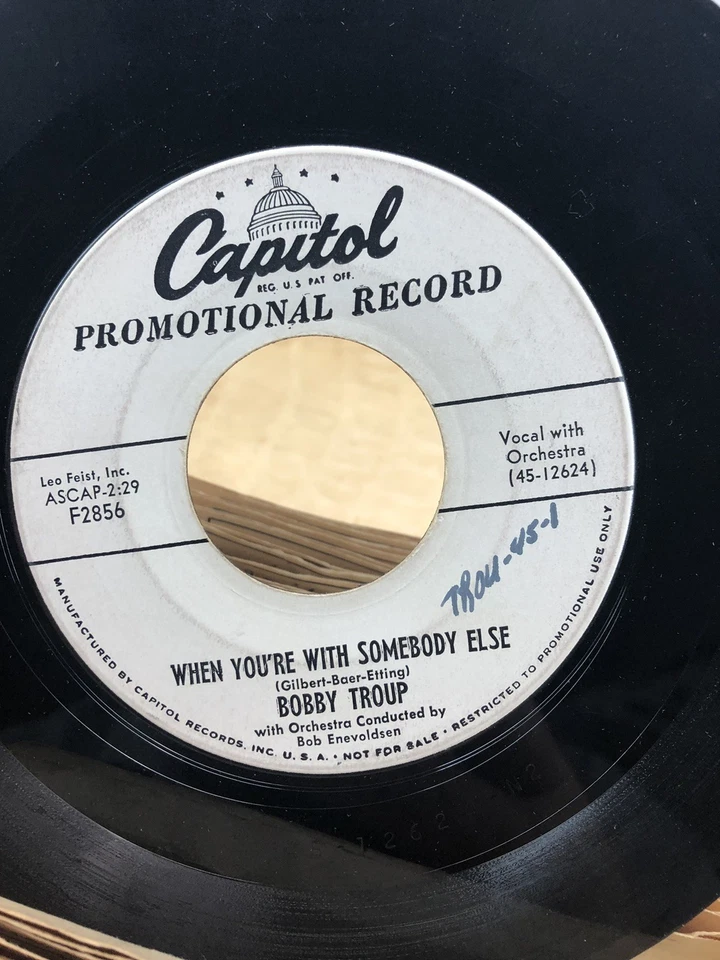 Capitol
REG. U.S. PAT. OFF.
PROMOTIONAL RECORD
Leo Feist, Inc.
ASCAP-2:29
F2856
Vocal with
Orchestra
(45-12624)
TROU-45-1
WHEN YOU'RE WITH SOMEBODY ELSE
(Gilbert-Baer-Etting)
BOBBY TROUP
with Orchestra Conducted by
Bob Enevoldsen
MANUFACTURED BY CAPITOL RECORDS, INC. U. S. A. • NOT FOR SALE • RESTRICTED TO PROMOTIONAL USE ONLY